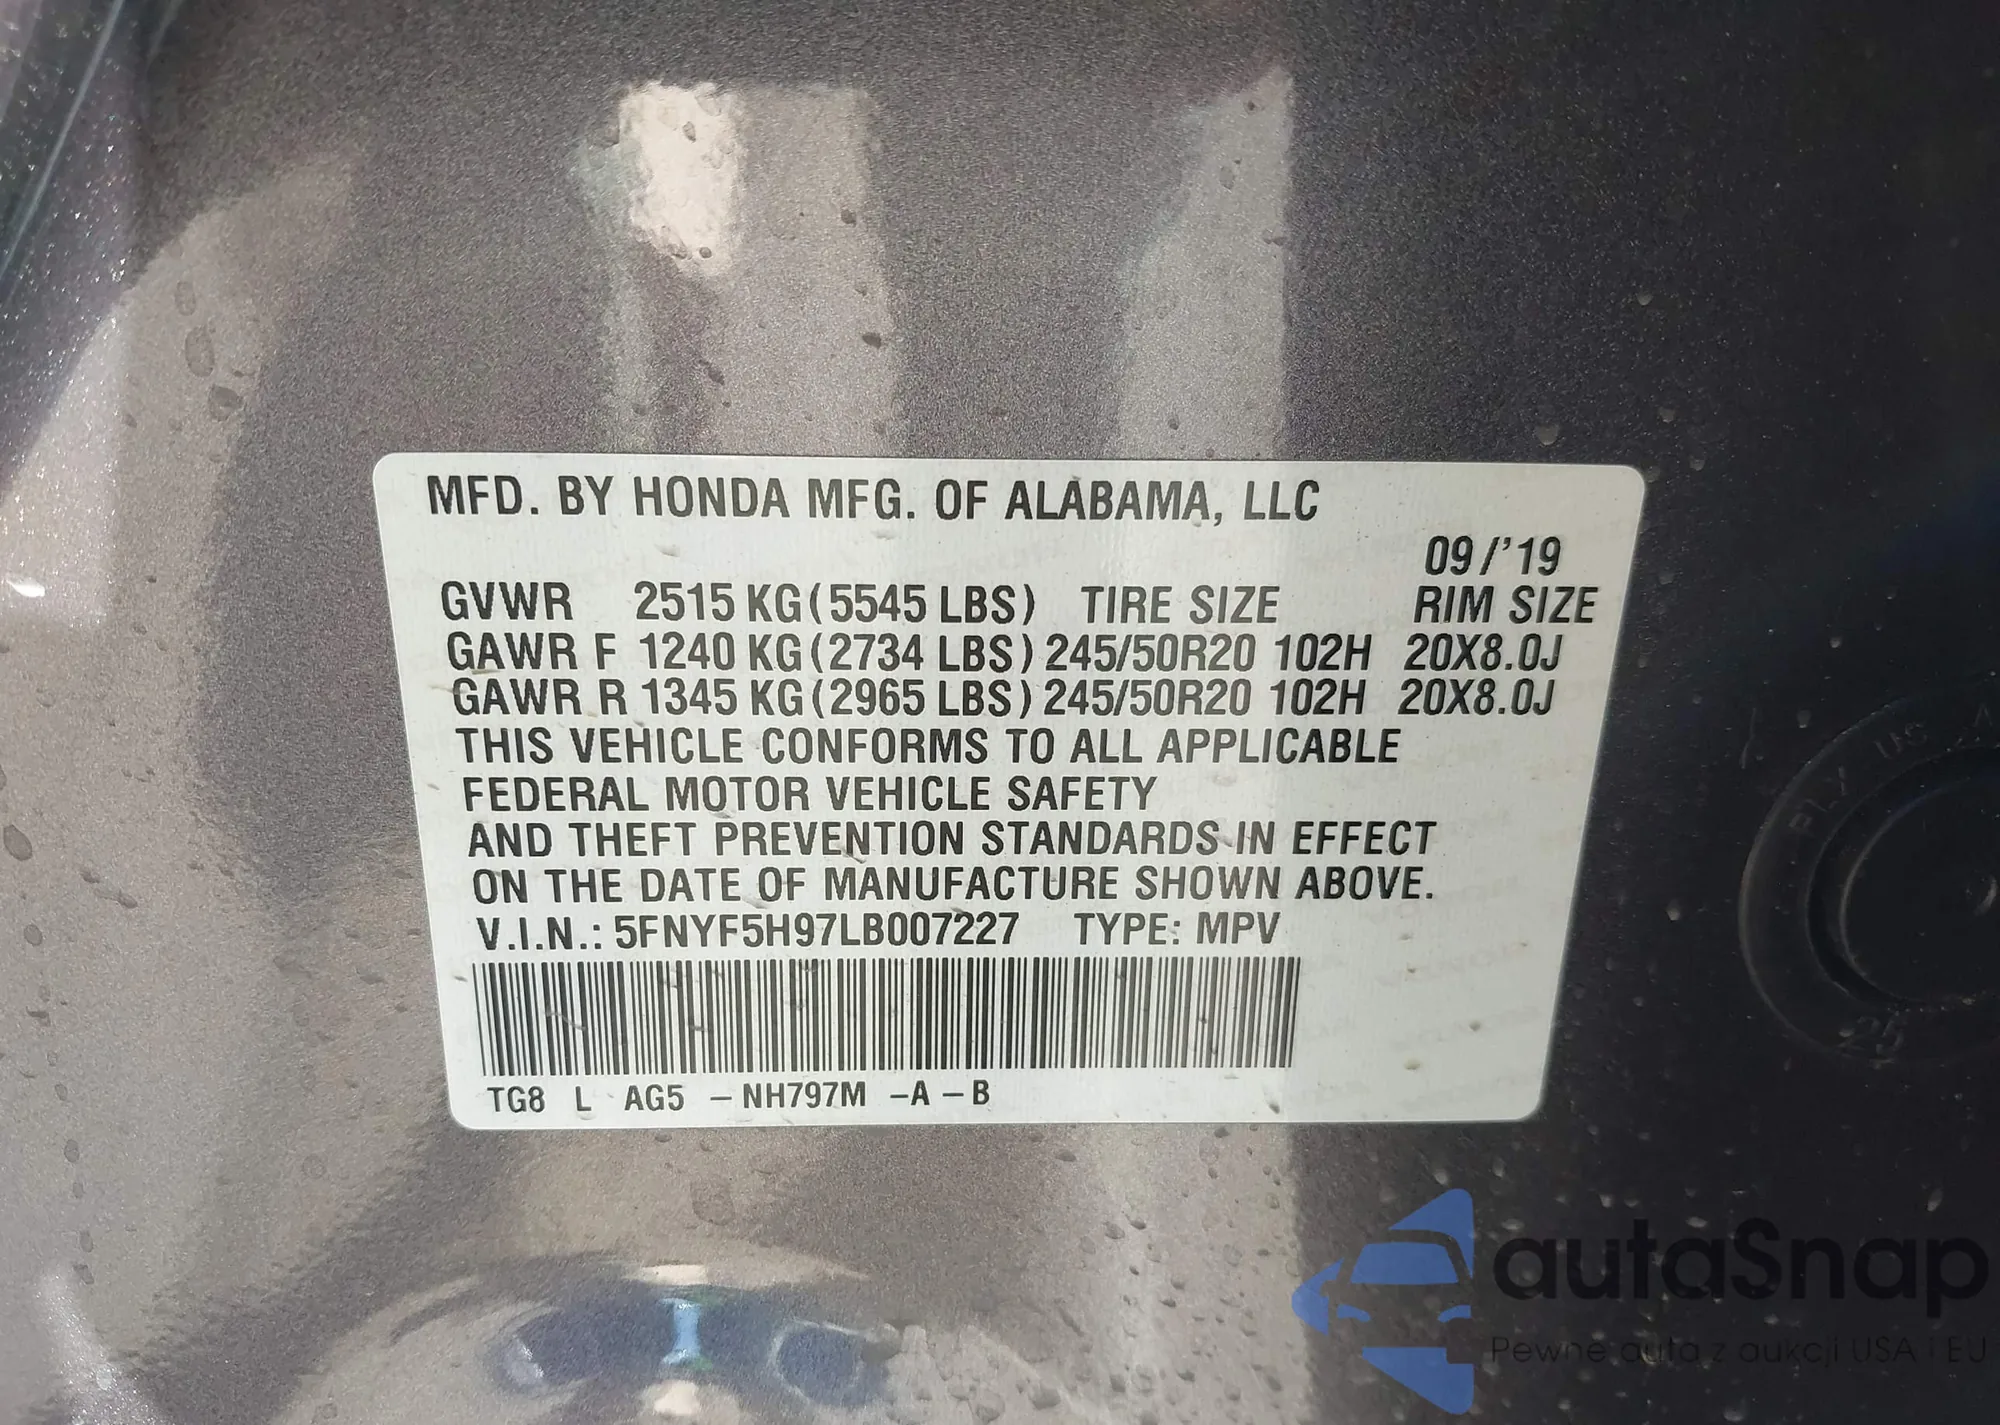 MFD. BY HONDA MFG. OF ALABAMA, LLC
09/'19
GVWR 2515 KG (5545 LBS) TIRE SIZE RIM SIZE
GAWR F 1240 KG (2734 LBS) 245/50R20 102H 20X8.0J
GAWR R 1345 KG (2965 LBS) 245/50R20 102H 20X8.0J
THIS VEHICLE CONFORMS TO ALL APPLICABLE
FEDERAL MOTOR VEHICLE SAFETY
AND THEFT PREVENTION STANDARDS IN EFFECT
ON THE DATE OF MANUFACTURE SHOWN ABOVE.
V.I.N.: 5FNYF5H97LB007227 TYPE: MPV
TG8 L AG5 –NH797M –A –B
25
autaSnap
Pewne auta z aukcji USA i EU